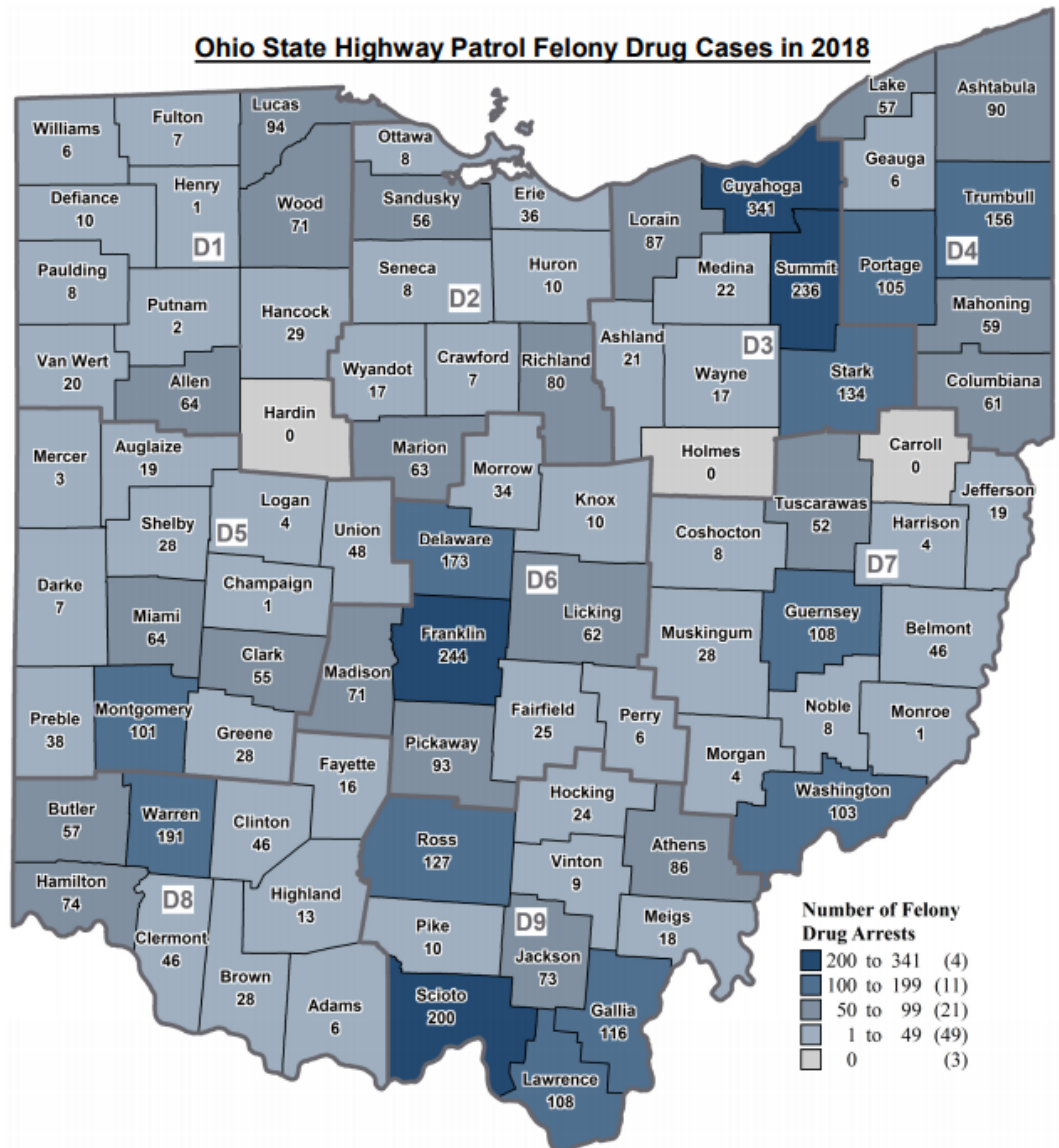 Ohio State Highway Patrol Felony Drug Cases in 2018
Williams
6
Fulton
7
Lucas
94
Ottawa
8
Lake
57
Ashtabula
90
Defiance
10
Henry
1
Wood
71
Sandusky
56
Erie
36
Lorain
87
Cuyahoga
341
Geauga
6
Trumbull
156
D1
D4
Paulding
8
Putnam
2
Hancock
29
Seneca
8
D2
Huron
10
Medina
22
Summit
236
Portage
105
Mahoning
59
Van Wert
20
Allen
64
Wyandot
17
Crawford
7
Richland
80
Ashland
21
D3
Wayne
17
Stark
134
Columbiana
61
Hardin
0
Mercer
3
Auglaize
19
Marion
63
Morrow
34
Holmes
0
Carroll
0
Logan
4
Knox
10
Tuscarawas
52
Jefferson
19
Shelby
28
D5
Union
48
Delaware
173
Coshocton
8
Harrison
4
D7
Darke
7
Champaign
1
D6
Licking
62
Miami
64
Franklin
244
Muskingum
28
Guernsey
108
Belmont
46
Clark
55
Madison
71
Preble
38
Montgomery
101
Greene
28
Fairfield
25
Perry
6
Noble
8
Monroe
1
Pickaway
93
Morgan
4
Fayette
16
Hocking
24
Washington
103
Butler
57
Warren
191
Clinton
46
Ross
127
Vinton
9
Athens
86
Hamilton
74
D8
Clermont
46
Highland
13
Pike
10
D9
Jackson
73
Meigs
18
Brown
28
Adams
6
Scioto
200
Gallia
116
Lawrence
108
Number of Felony
Drug Arrests
200 to 341 (4)
100 to 199 (11)
50 to 99 (21)
1 to 49 (49)
0 (3)